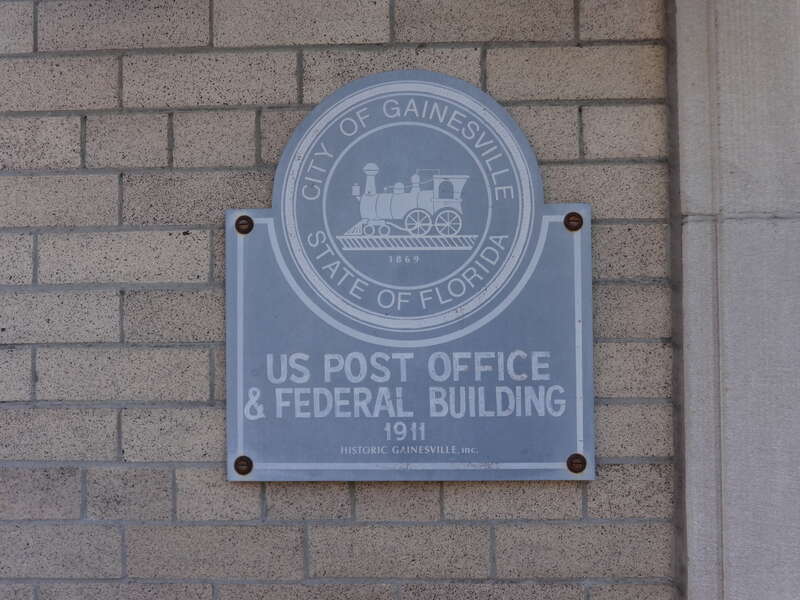 CITY OF GAINESVILLE
1869
STATE OF FLORIDA
US POST OFFICE
& FEDERAL BUILDING
1911
HISTORIC GAINESVILLE, inc.